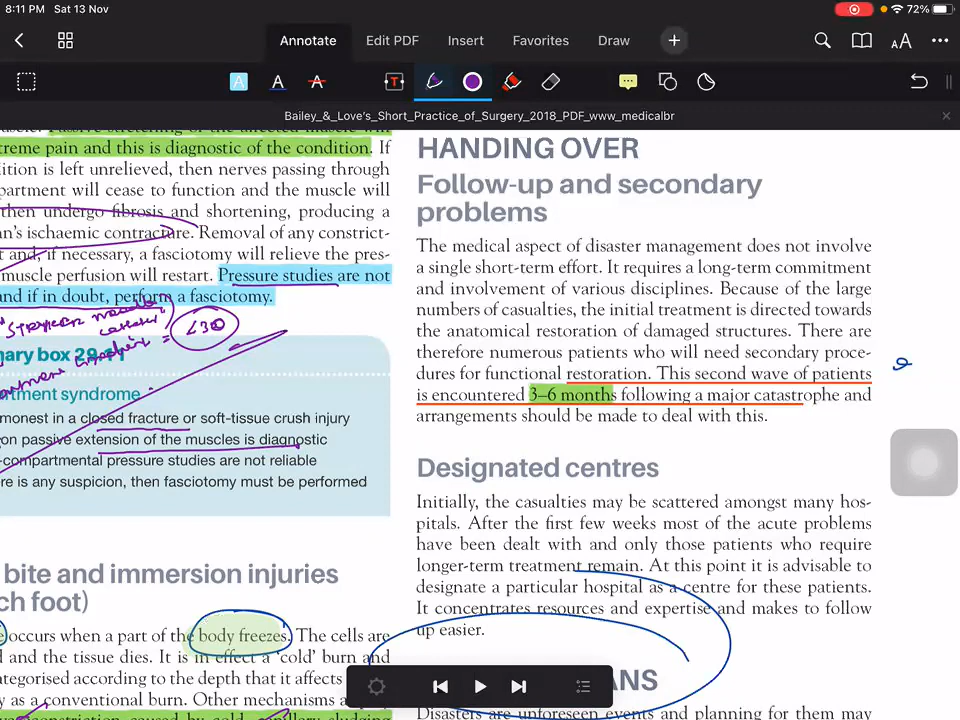 8:11 PM Sat 13 Nov
72%
Annotate Edit PDF Insert Favorites Draw
AA
A A A T
Bailey_&_Love's_Short_Practice_of_Surgery_2018_PDF_www_medicalbr
treme pain and this is diagnostic of the condition. If
ition is left unrelieved, then nerves passing through
partment will cease to function and the muscle will
then undergo fibrosis and shortening, producing a
n's ischaemic contracture. Removal of any constrict-
t and, if necessary, a fasciotomy will relieve the pres-
muscle perfusion will restart. Pressure studies are not
and if in doubt, perform a fasciotomy.
<30
ary box 29.11
artment syndrome
monest in a closed fracture or soft-tissue crush injury
on passive extension of the muscles is diagnostic
-compartmental pressure studies are not reliable
ere is any suspicion, then fasciotomy must be performed
bite and immersion injuries
ch foot)
occurs when a part of the body freezes. The cells are
d and the tissue dies. It is in effect a 'cold' burn and
ategorised according to the depth that it affects
y as a conventional burn. Other mechanisms a
HANDING OVER
Follow-up and secondary
problems
The medical aspect of disaster management does not involve
a single short-term effort. It requires a long-term commitment
and involvement of various disciplines. Because of the large
numbers of casualties, the initial treatment is directed towards
the anatomical restoration of damaged structures. There are
therefore numerous patients who will need secondary proce-
dures for functional restoration. This second wave of patients
is encountered 3–6 months following a major catastrophe and
arrangements should be made to deal with this.
Designated centres
Initially, the casualties may be scattered amongst many hos-
pitals. After the first few weeks most of the acute problems
have been dealt with and only those patients who require
longer-term treatment remain. At this point it is advisable to
designate a particular hospital as a centre for these patients.
It concentrates resources and expertise and makes to follow
up easier.
ANS
Disasters are unforeseen events and planning for them may